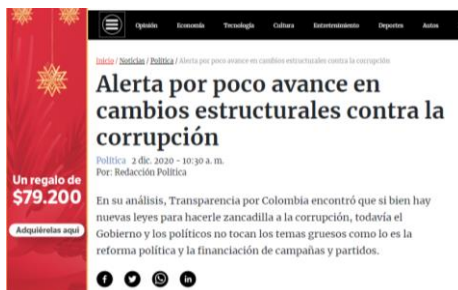 Opinión Economía Tecnología Cultura Entretenimiento Deportes Autos
Inicio / Noticias / Política / Alerta por poco avance en cambios estructurales contra la corrupción
Alerta por poco avance en
cambios estructurales contra la
corrupción
Política 2 dic. 2020 - 10:30 a. m.
Por: Redacción Política
En su análisis, Transparencia por Colombia encontró que si bien hay
nuevas leyes para hacerle zancadilla a la corrupción, todavía el
Gobierno y los políticos no tocan los temas gruesos como lo es la
reforma política y la financiación de campañas y partidos.
Un regalo de
$79.200
Adquiérelas aquí